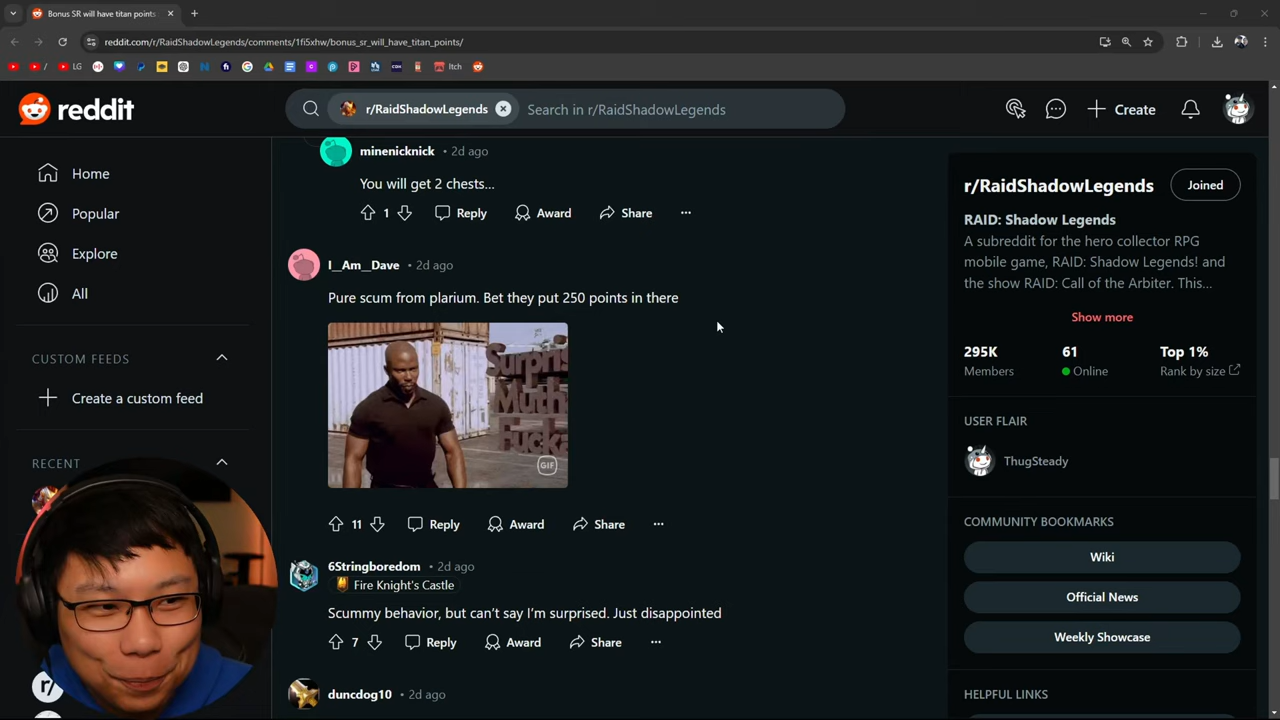 Bonus SR will have titan points
reddit.com/r/RaidShadowLegends/comments/1fi5xhw/bonus_sr_will_have_titan_points/
/
LG
Itch
reddit
r/RaidShadowLegends
Search in r/RaidShadowLegends
Create
Home
Popular
Explore
All
CUSTOM FEEDS
Create a custom feed
RECENT
r/
minenicknick • 2d ago
You will get 2 chests...
1 Reply Award Share
I__Am__Dave • 2d ago
Pure scum from plarium. Bet they put 250 points in there
Surpris
Mutha
Fucka
GIF
11 Reply Award Share
6Stringboredom • 2d ago
Fire Knight's Castle
Scummy behavior, but can't say I'm surprised. Just disappointed
7 Reply Award Share
duncdog10 • 2d ago
r/RaidShadowLegends
Joined
RAID: Shadow Legends
A subreddit for the hero collector RPG
mobile game, RAID: Shadow Legends! and
the show RAID: Call of the Arbiter. This...
Show more
295K 61 Top 1%
Members Online Rank by size
USER FLAIR
ThugSteady
COMMUNITY BOOKMARKS
Wiki
Official News
Weekly Showcase
HELPFUL LINKS